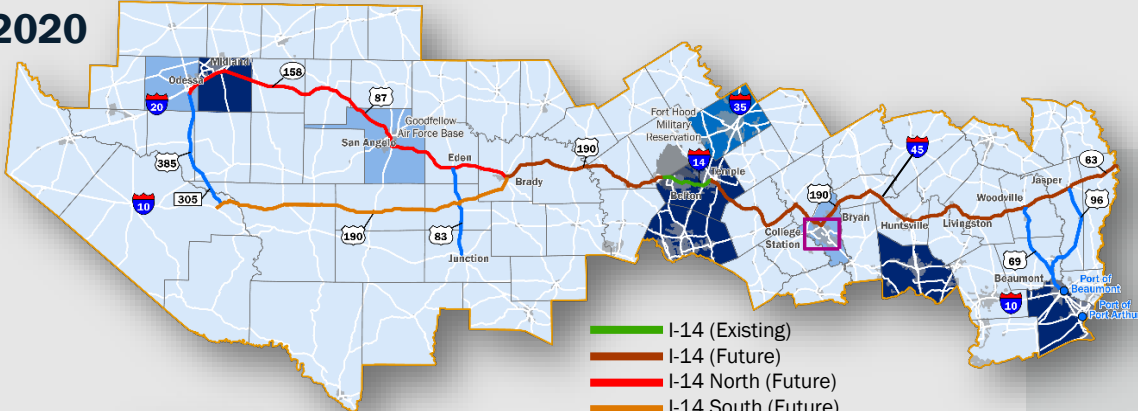 2020
Midland
Odessa
158
20
87
Goodfellow
Air Force Base
San Angelo
385
305
10
190
Eden
83
Junction
Brady
190
Fort Hood
Military
Reservation
35
14
Temple
Belton
190
45
College
Station
Bryan
Huntsville
Livingston
Woodville
Jasper
63
96
69
Beaumont
10
Port of
Beaumont
Port of
Port Arthur
I-14 (Existing)
I-14 (Future)
I-14 North (Future)
I-14 South (Future)